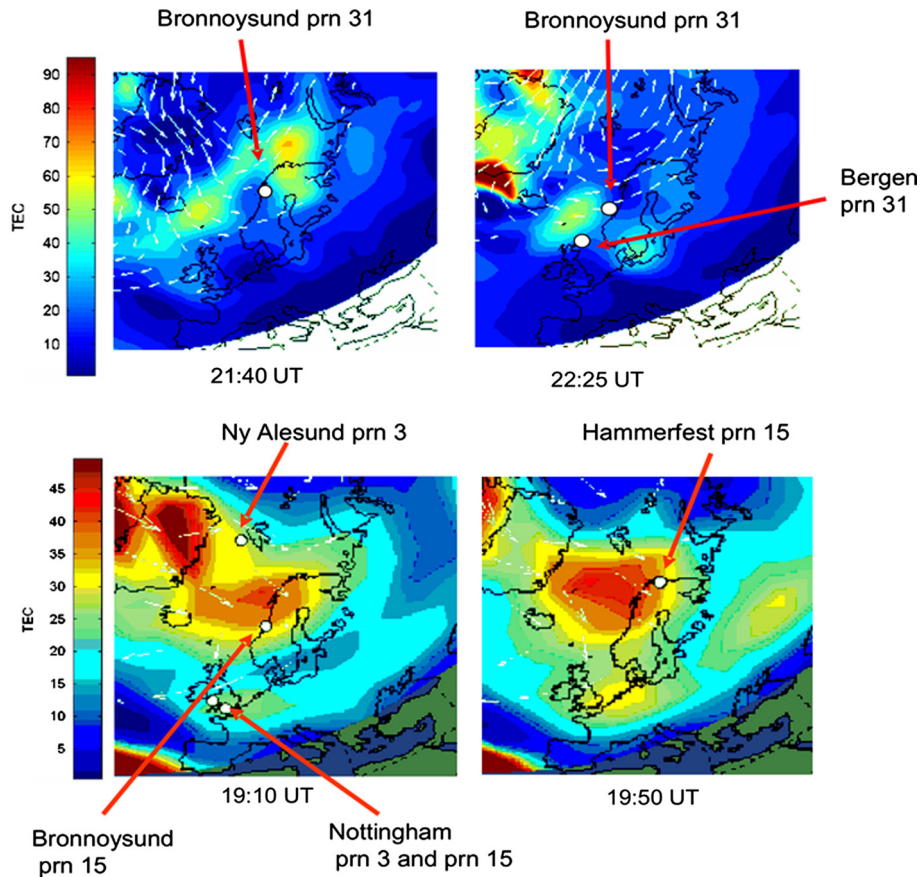 Bronnoysund prn 31
Bronnoysund prn 31
90
80
70
60
50
40
30
20
10
TEC
Bergen
prn 31
21:40 UT
22:25 UT
Ny Alesund prn 3
Hammerfest prn 15
45
40
35
30
25
20
15
10
5
TEC
19:10 UT
19:50 UT
Bronnoysund
prn 15
Nottingham
prn 3 and prn 15